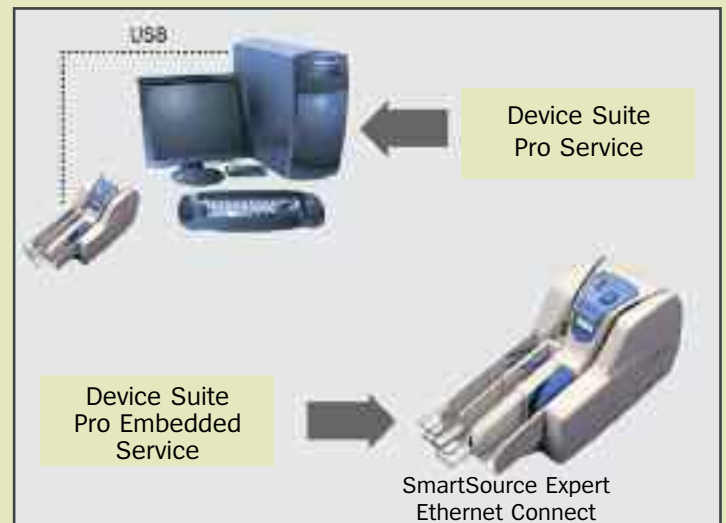 USB
Device Suite
Pro Service
Device Suite
Pro Embedded
Service
SmartSource Expert
Ethernet Connect